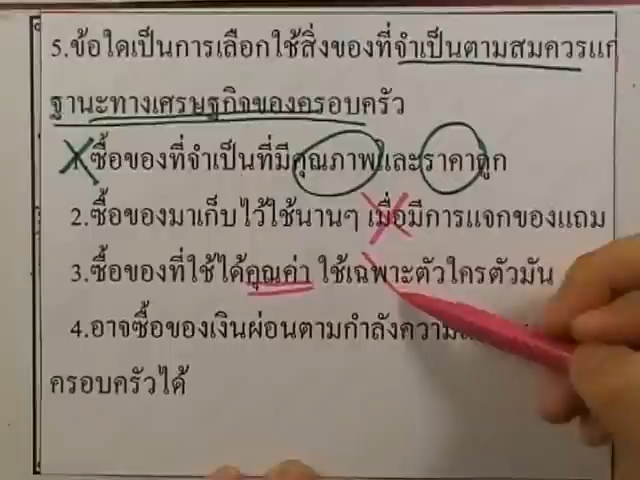 5.ข้อใดเป็นการเลือกใช้สิ่งของที่จำเป็นตามสมควรแก่
ฐานะทางเศรษฐกิจของครอบครัว
1.ซื้อของที่จำเป็นที่มีคุณภาพและราคาถูก
2.ซื้อของมาเก็บไว้ใช้นานๆ เมื่อมีการแจกของแถม
3.ซื้อของที่ใช้ได้คุณค่า ใช้เฉพาะตัวใครตัวมัน
4.อาจซื้อของเงินผ่อนตามกำลัง
ครอบครัวได้